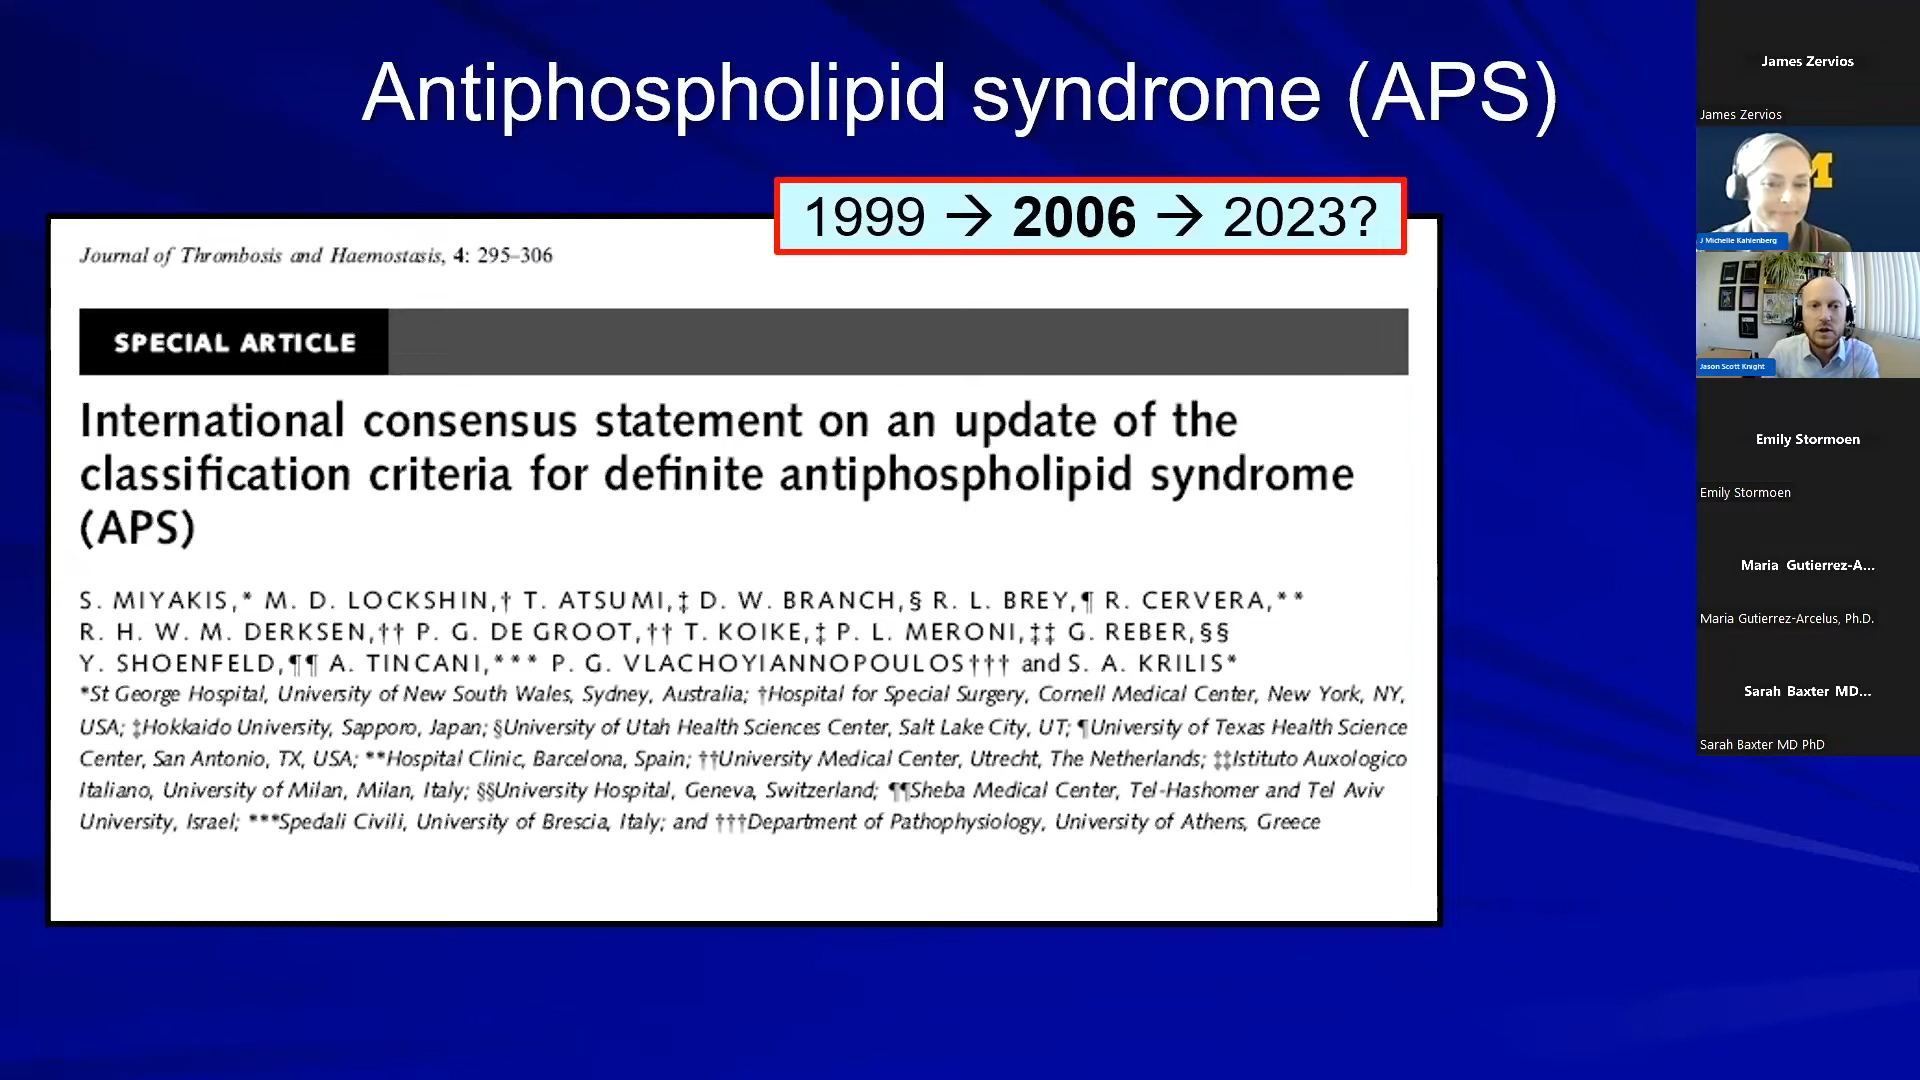 Antiphospholipid syndrome (APS)
1999 → 2006 → 2023?
Journal of Thrombosis and Haemostasis, 4: 295–306
SPECIAL ARTICLE
International consensus statement on an update of the
classification criteria for definite antiphospholipid syndrome
(APS)
S. MIYAKIS,* M. D. LOCKSHIN,† T. ATSUMI,‡ D. W. BRANCH,§ R. L. BREY,¶ R. CERVERA,**
R. H. W. M. DERKSEN,†† P. G. DE GROOT,†† T. KOIKE,‡ P. L. MERONI,‡‡ G. REBER,§§
Y. SHOENFELD,¶¶ A. TINCANI,*** P. G. VLACHOYIANNOPOULOS††† and S. A. KRILIS*
*St George Hospital, University of New South Wales, Sydney, Australia; †Hospital for Special Surgery, Cornell Medical Center, New York, NY,
USA; ‡Hokkaido University, Sapporo, Japan; §University of Utah Health Sciences Center, Salt Lake City, UT; ¶University of Texas Health Science
Center, San Antonio, TX, USA; **Hospital Clinic, Barcelona, Spain; ††University Medical Center, Utrecht, The Netherlands; ‡‡Istituto Auxologico
Italiano, University of Milan, Milan, Italy; §§University Hospital, Geneva, Switzerland; ¶¶Sheba Medical Center, Tel-Hashomer and Tel Aviv
University, Israel; ***Spedali Civili, University of Brescia, Italy; and †††Department of Pathophysiology, University of Athens, Greece
James Zervios
James Zervios
M
J Michelle Kahlenberg
Jason Scott Knight
Emily Stormoen
Emily Stormoen
Maria Gutierrez-A...
Maria Gutierrez-Arcelus, Ph.D.
Sarah Baxter MD...
Sarah Baxter MD PhD